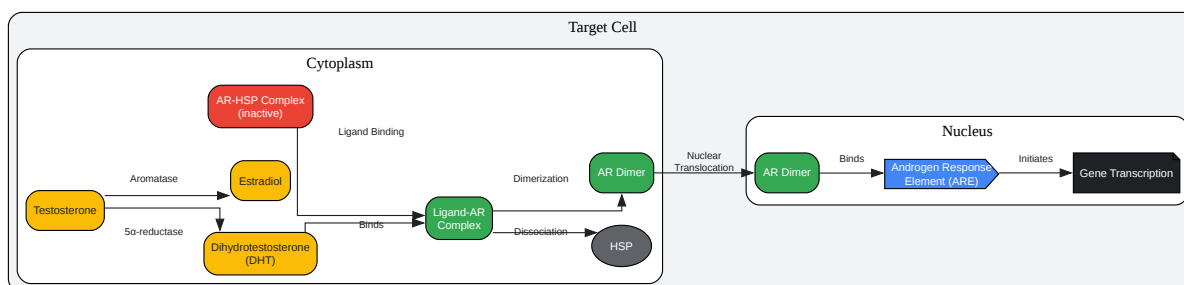 Target Cell
Cytoplasm
AR-HSP Complex
(inactive)
Ligand Binding
Aromatase
Estradiol
Testosterone
5α-reductase
Dihydrotestosterone
(DHT)
Binds
Ligand-AR
Complex
Dimerization
Dissociation
AR Dimer
HSP
Nuclear
Translocation
Nucleus
AR Dimer
Binds
Androgen Response
Element (ARE)
Initiates
Gene Transcription